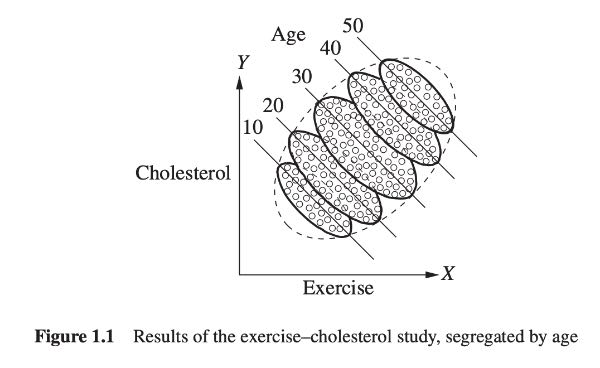 50
Age
40
Y
30
20
10
Cholesterol
X
Exercise
Figure 1.1 Results of the exercise–cholesterol study, segregated by age